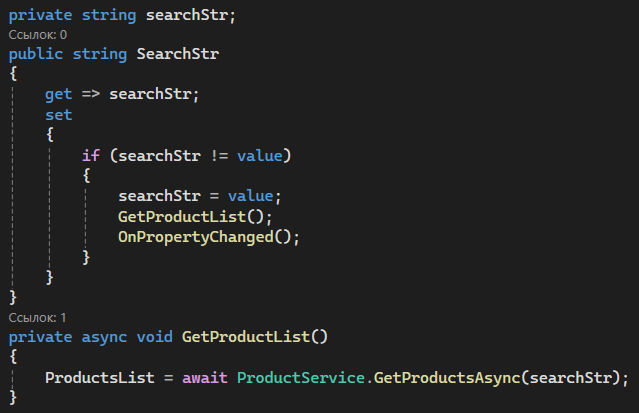 private string searchStr;
Ссылок: 0
public string SearchStr
{
    get => searchStr;
    set
    {
        if (searchStr != value)
        {
            searchStr = value;
            GetProductList();
            OnPropertyChanged();
        }
    }
}
Ссылок: 1
private async void GetProductList()
{
    ProductsList = await ProductService.GetProductsAsync(searchStr);
}